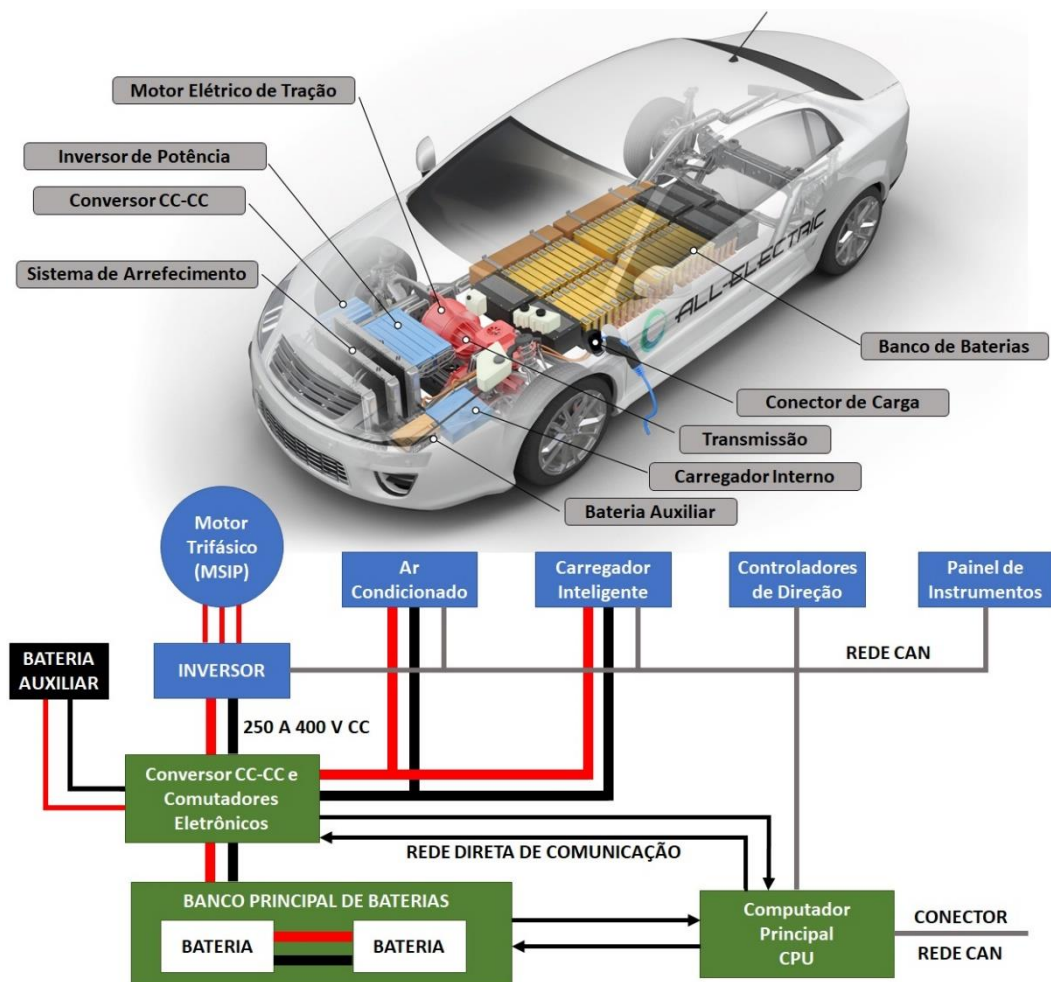 Motor Elétrico de Tração
Inversor de Potência
Conversor CC-CC
Sistema de Arrefecimento
ALL-ELECTRIC
Banco de Baterias
Conector de Carga
Transmissão
Carregador Interno
Bateria Auxiliar
Motor
Trifásico
(MSIP)
Ar
Condicionado
Carregador
Inteligente
Controladores
de Direção
Painel de
Instrumentos
BATERIA
AUXILIAR
INVERSOR
REDE CAN
250 A 400 V CC
Conversor CC-CC e
Comutadores
Eletrônicos
REDE DIRETA DE COMUNICAÇÃO
BANCO PRINCIPAL DE BATERIAS
BATERIA
BATERIA
Computador
Principal
CPU
CONECTOR
REDE CAN